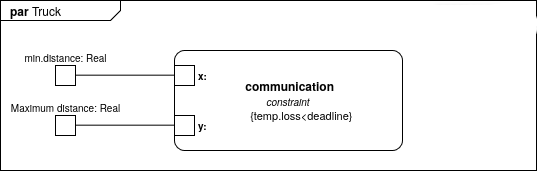 par Truck
min.distance: Real
x:
communication
constraint
{temp.loss<deadline}
Maximum distance: Real
y: